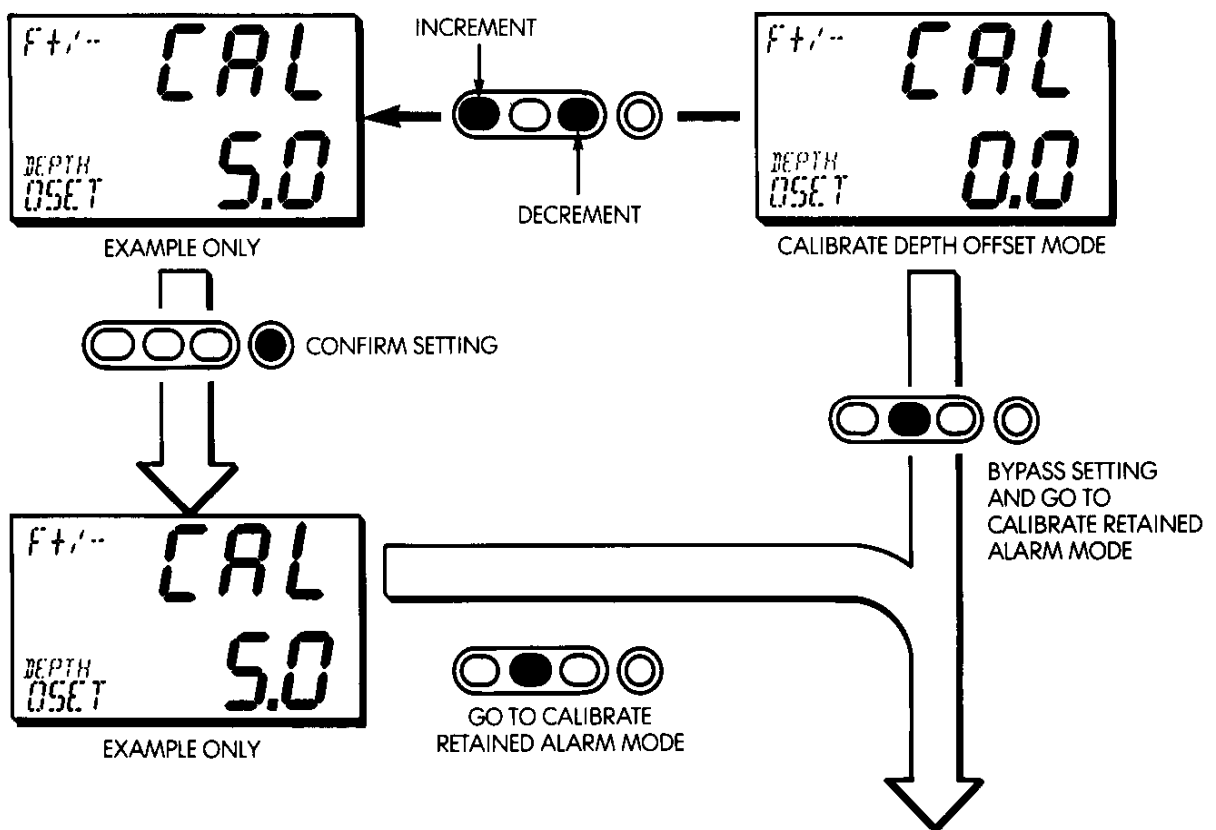 F+/-
CAL
DEPTH
OSET
5.0
EXAMPLE ONLY
INCREMENT
DECREMENT
F+/-
CAL
DEPTH
OSET
0.0
CALIBRATE DEPTH OFFSET MODE
CONFIRM SETTING
BYPASS SETTING
AND GO TO
CALIBRATE RETAINED
ALARM MODE
F+/-
CAL
DEPTH
OSET
5.0
EXAMPLE ONLY
GO TO CALIBRATE
RETAINED ALARM MODE